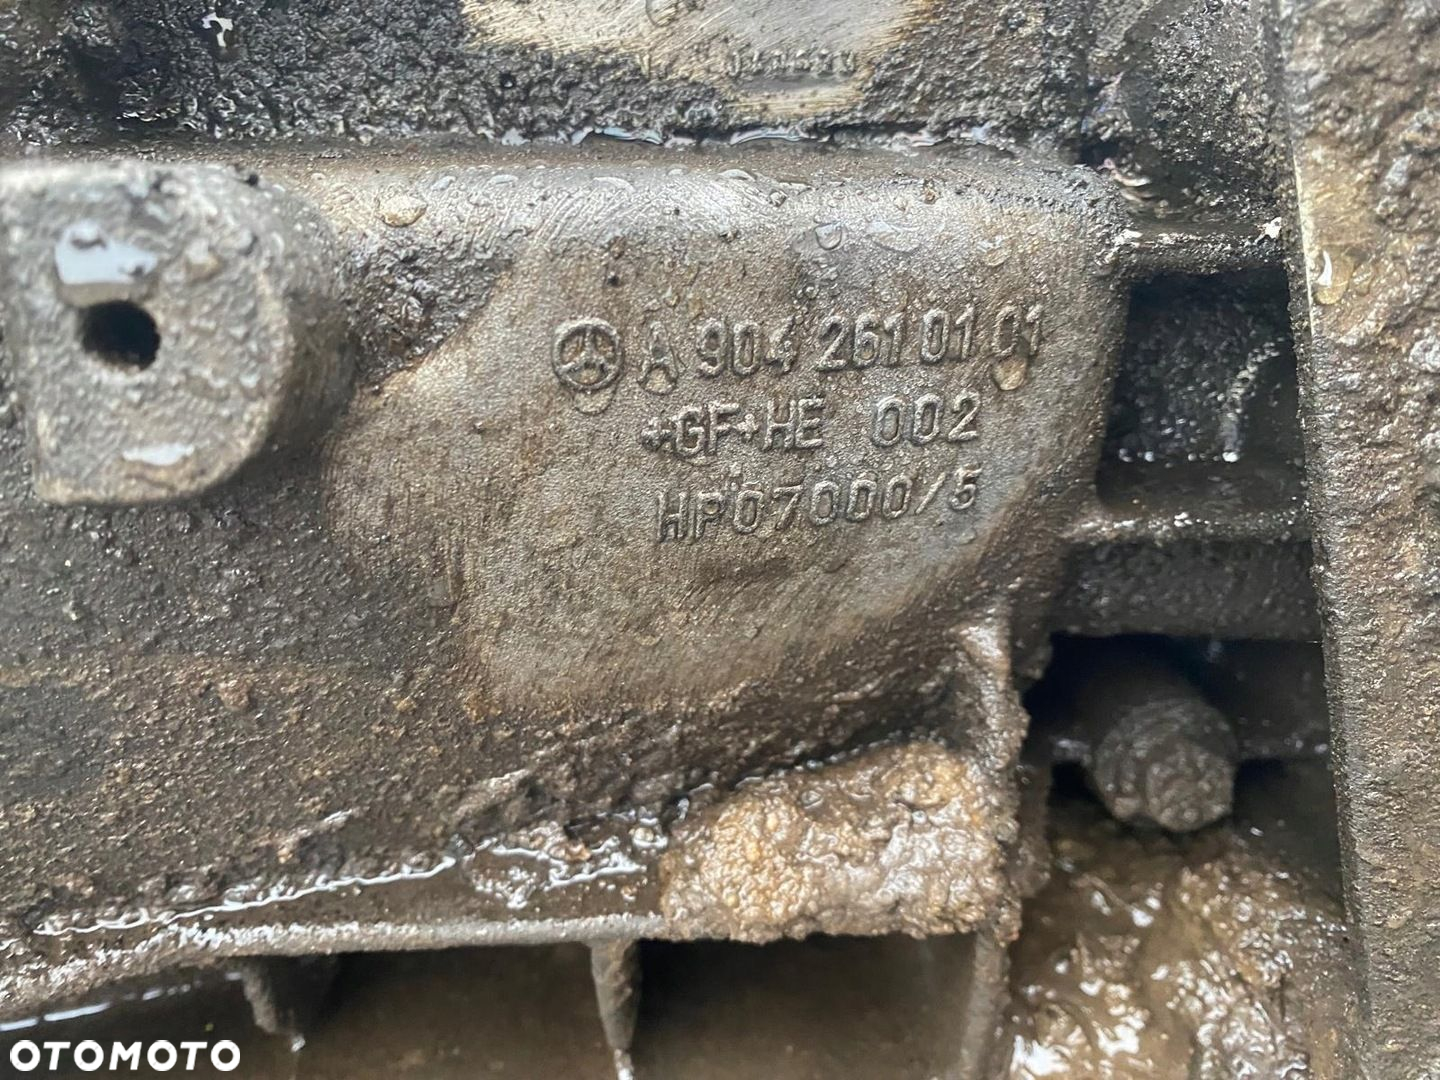 A 904 261 01 01
+GF+HE 002
HP07000/5
OTOMOTO